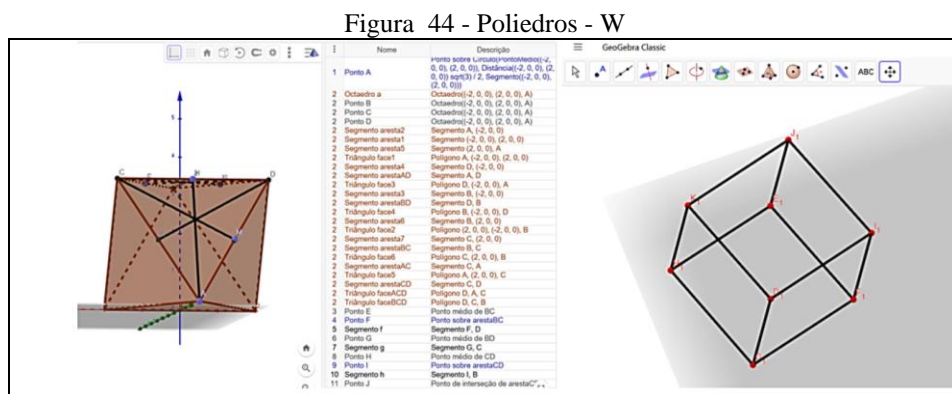 Figura 44 - Poliedros - W
Nome Descrição
Ponto sobre Círculo(PontoMédio((-2,
1 Ponto A 0, 0), (2, 0, 0)), Distância((-2, 0, 0), (2,
0, 0)) sqrt(3) / 2, Segmento((-2, 0, 0),
(2, 0, 0)))
2 Octaedro a Octaedro((-2, 0, 0), (2, 0, 0), A)
2 Ponto B Octaedro((-2, 0, 0), (2, 0, 0), A)
2 Ponto C Octaedro((-2, 0, 0), (2, 0, 0), A)
2 Ponto D Octaedro((-2, 0, 0), (2, 0, 0), A)
2 Segmento aresta2 Segmento A, (-2, 0, 0)
2 Segmento aresta1 Segmento (-2, 0, 0), (2, 0, 0)
2 Segmento aresta5 Segmento (2, 0, 0), A
2 Triângulo face1 Polígono A, (-2, 0, 0), (2, 0, 0)
2 Segmento aresta4 Segmento D, (-2, 0, 0)
2 Segmento arestaAD Segmento A, D
2 Triângulo face3 Polígono D, (-2, 0, 0), A
2 Segmento aresta3 Segmento B, (-2, 0, 0)
2 Segmento arestaBD Segmento D, B
2 Triângulo face4 Polígono B, (-2, 0, 0), D
2 Segmento aresta6 Segmento B, (2, 0, 0)
2 Triângulo face2 Polígono (2, 0, 0), (-2, 0, 0), B
2 Segmento aresta7 Segmento C, (2, 0, 0)
2 Segmento arestaBC Segmento B, C
2 Triângulo face6 Polígono C, (2, 0, 0), B
2 Segmento arestaAC Segmento C, A
2 Triângulo face5 Polígono A, (2, 0, 0), C
2 Segmento arestaCD Segmento C, D
2 Triângulo faceACD Polígono D, A, C
2 Triângulo faceBCD Polígono D, C, B
3 Ponto E Ponto médio de BC
4 Ponto F Ponto sobre arestaBC
5 Segmento f Segmento F, D
6 Ponto G Ponto médio de BD
7 Segmento g Segmento G, C
8 Ponto H Ponto médio de CD
9 Ponto I Ponto sobre arestaCD
10 Segmento h Segmento I, B
11 Ponto J Ponto de interseção de arestaC
GeoGebra Classic
ABC
5
4
C
H
D
J1
K1
E1
I1